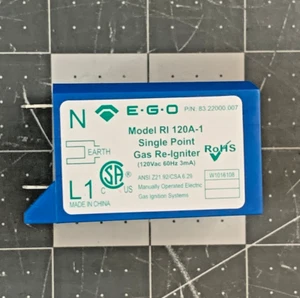 E·G·O P/N: 83.22000.007
N
Model RI 120A-1
Single Point
Gas Re-Igniter
RoHS
(120Vac 60Hz 3mA)
EARTH
ANSI Z21.92/CSA 6.29
Manually Operated Electric
Gas Ignition Systems
L1
C US
MADE IN CHINA